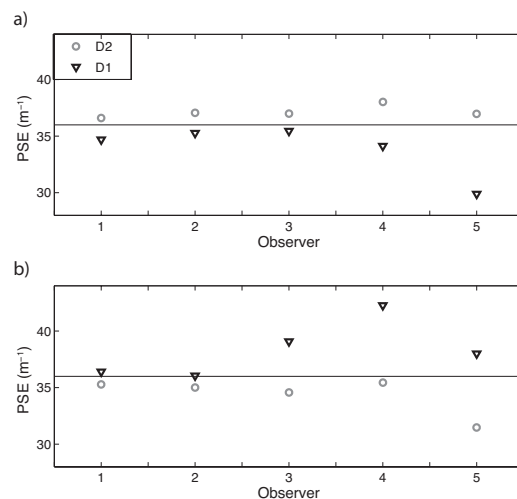 a)
D2
D1
40
35
30
PSE (m⁻¹)
1 2 3 4 5
Observer
b)
40
35
30
PSE (m⁻¹)
1 2 3 4 5
Observer